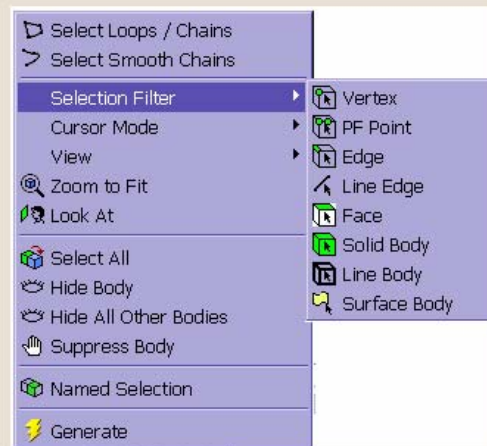 Select Loops / Chains
Select Smooth Chains
Selection Filter
Cursor Mode
View
Zoom to Fit
Look At
Select All
Hide Body
Hide All Other Bodies
Suppress Body
Named Selection
Generate
Vertex
PF Point
Edge
Line Edge
Face
Solid Body
Line Body
Surface Body